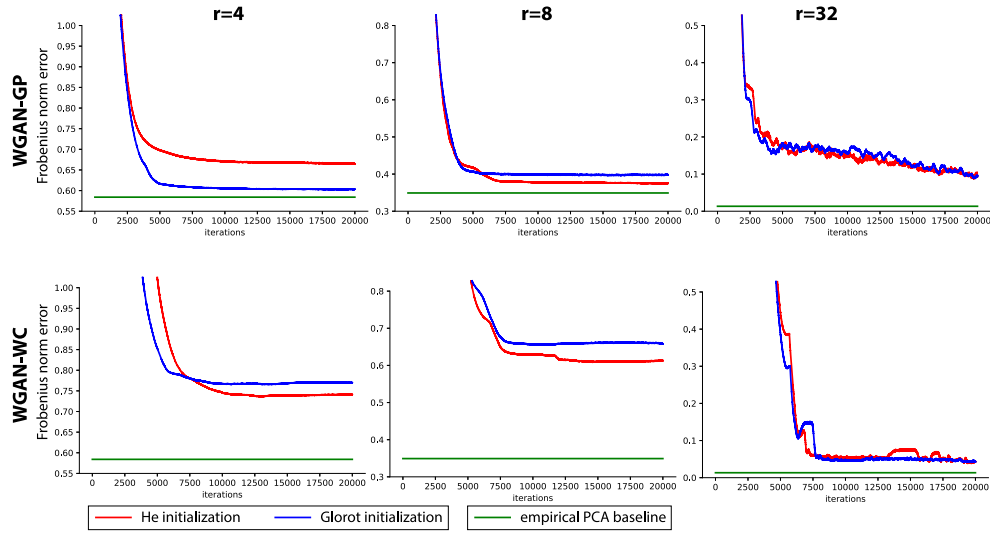 r=4
r=8
r=32
WGAN-GP
Frobenius norm error
1.00
0.95
0.90
0.85
0.80
0.75
0.70
0.65
0.60
0.55
0 2500 5000 7500 10000 12500 15000 17500 20000
iterations
0.8
0.7
0.6
0.5
0.4
0.3
0 2500 5000 7500 10000 12500 15000 17500 20000
iterations
0.5
0.4
0.3
0.2
0.1
0.0
0 2500 5000 7500 10000 12500 15000 17500 20000
iterations
WGAN-WC
Frobenius norm error
1.00
0.95
0.90
0.85
0.80
0.75
0.70
0.65
0.60
0.55
0 2500 5000 7500 10000 12500 15000 17500 20000
iterations
0.8
0.7
0.6
0.5
0.4
0.3
0 2500 5000 7500 10000 12500 15000 17500 20000
iterations
0.5
0.4
0.3
0.2
0.1
0.0
0 2500 5000 7500 10000 12500 15000 17500 20000
iterations
He initialization
Glorot initialization
empirical PCA baseline